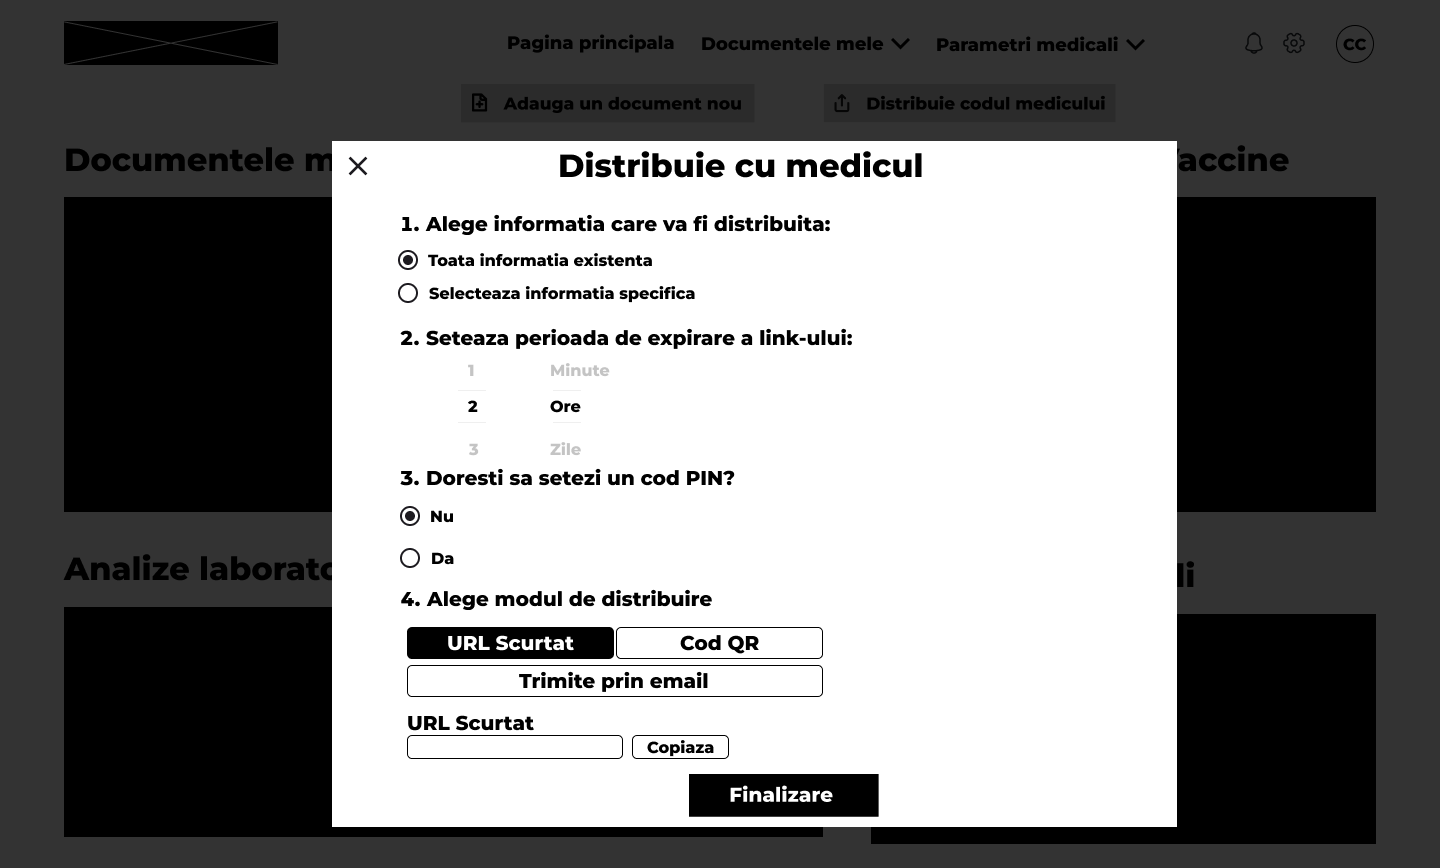 Pagina principala
Documentele mele
Parametri medicali
CC
Adauga un document nou
Distribuie codul medicului
Distribuie cu medicul
1. Alege informatia care va fi distribuita:
Toata informatia existenta
Selecteaza informatia specifica
2. Seteaza perioada de expirare a link-ului:
1 Minute
2 Ore
3 Zile
3. Doresti sa setezi un cod PIN?
Nu
Da
4. Alege modul de distribuire
URL Scurtat
Cod QR
Trimite prin email
URL Scurtat
Copiaza
Finalizare
Documentele m
Vaccine
Analize laborato